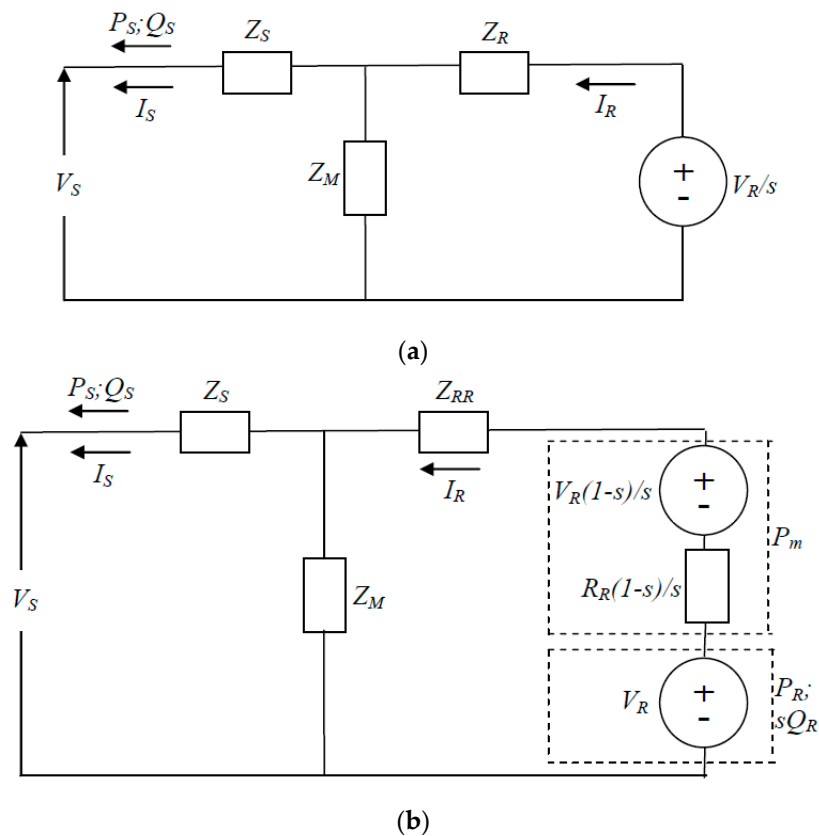 P_S;Q_S
Z_S
Z_R
I_S
I_R
V_S
Z_M
+
-
V_R/s
(a)
P_S;Q_S
Z_S
Z_RR
I_S
I_R
V_R(1-s)/s
+
-
P_m
V_S
Z_M
R_R(1-s)/s
V_R
+
-
P_R;
sQ_R
(b)